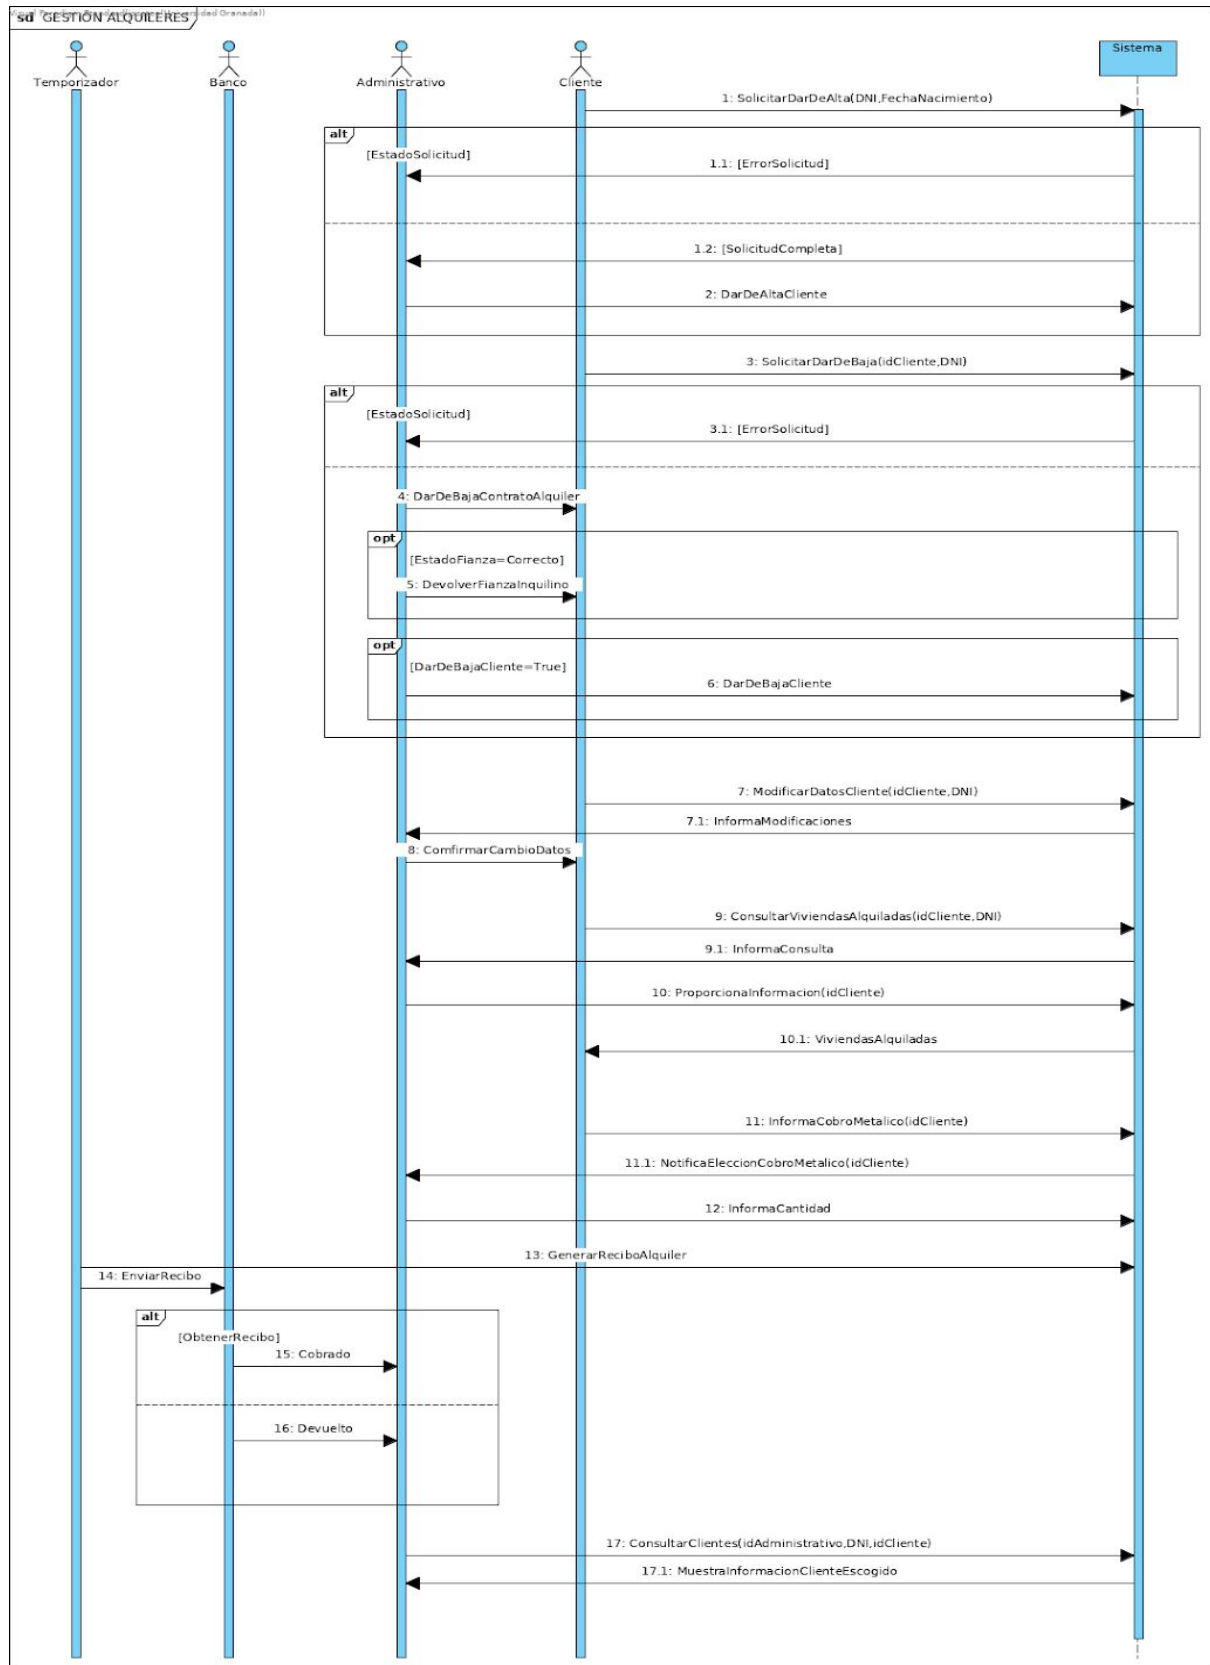 sd GESTIÓN ALQUILERES
Temporizador
Banco
Administrativo
Cliente
Sistema
1: SolicitarDarDeAlta(DNI,FechaNacimiento)
alt
[EstadoSolicitud]
1.1: [ErrorSolicitud]
1.2: [SolicitudCompleta]
2: DarDeAltaCliente
3: SolicitarDarDeBaja(idCliente,DNI)
alt
[EstadoSolicitud]
3.1: [ErrorSolicitud]
4: DarDeBajaContratoAlquiler
opt
[EstadoFianza=Correcto]
5: DevolverFianzaInquilino
opt
[DarDeBajaCliente=True]
6: DarDeBajaCliente
7: ModificarDatosCliente(idCliente,DNI)
7.1: InformaModificaciones
8: ComfirmarCambioDatos
9: ConsultarViviendasAlquiladas(idCliente,DNI)
9.1: InformaConsulta
10: ProporcionaInformacion(idCliente)
10.1: ViviendasAlquiladas
11: InformaCobroMetalico(idCliente)
11.1: NotificaEleccionCobroMetalico(idCliente)
12: InformaCantidad
13: GenerarReciboAlquiler
14: EnviarRecibo
alt
[ObtenerRecibo]
15: Cobrado
16: Devuelto
17: ConsultarClientes(idAdministrativo,DNI,idCliente)
17.1: MuestraInformacionClienteEscogido